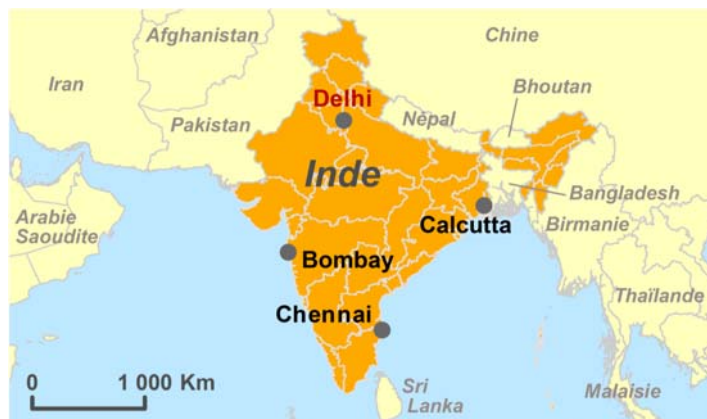 Afghanistan
Chine
Iran
Delhi
Bhoutan
Pakistan
Népal
Inde
Bangladesh
Arabie
Saoudite
Calcutta
Birmanie
Bombay
Thaïlande
Chennai
0 1 000 Km
Sri
Lanka
Malaisie